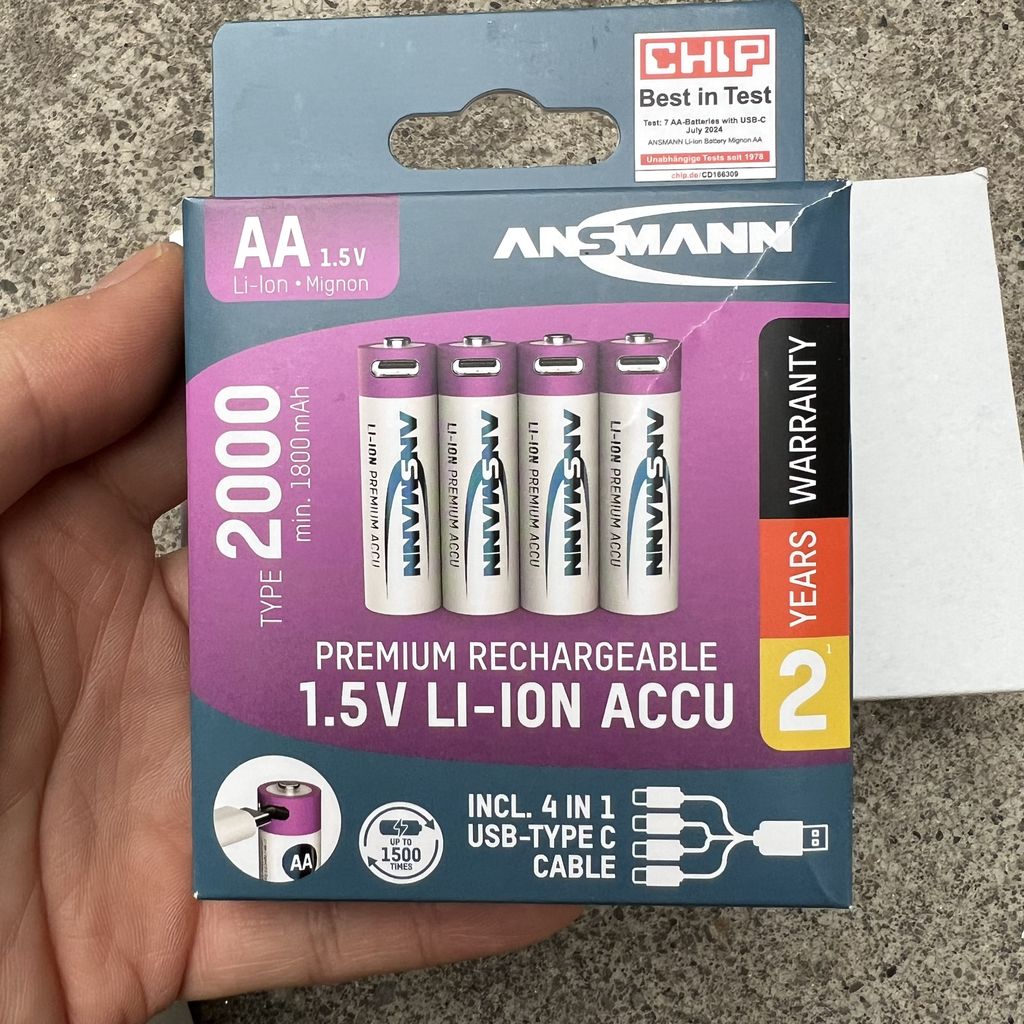 CHIP
Best in Test
Test: 7 AA-Batteries with USB-C
July 2024
ANSMANN Li-Ion Battery Mignon AA
Unabhängige Tests seit 1978
chip.de/CD166309
AA 1.5 V
Li-Ion • Mignon
ANSMANN
TYPE 2000
min. 1800 mAh
ANSMANN
LI-ION PREMIUM ACCU
ANSMANN
LI-ION PREMIUM ACCU
ANSMANN
LI-ION PREMIUM ACCU
ANSMANN
LI-ION PREMIUM ACCU
2¹ YEARS WARRANTY
PREMIUM RECHARGEABLE
1.5 V LI-ION ACCU
AA
UP TO
1500
TIMES
INCL. 4 IN 1
USB-TYPE C
CABLE